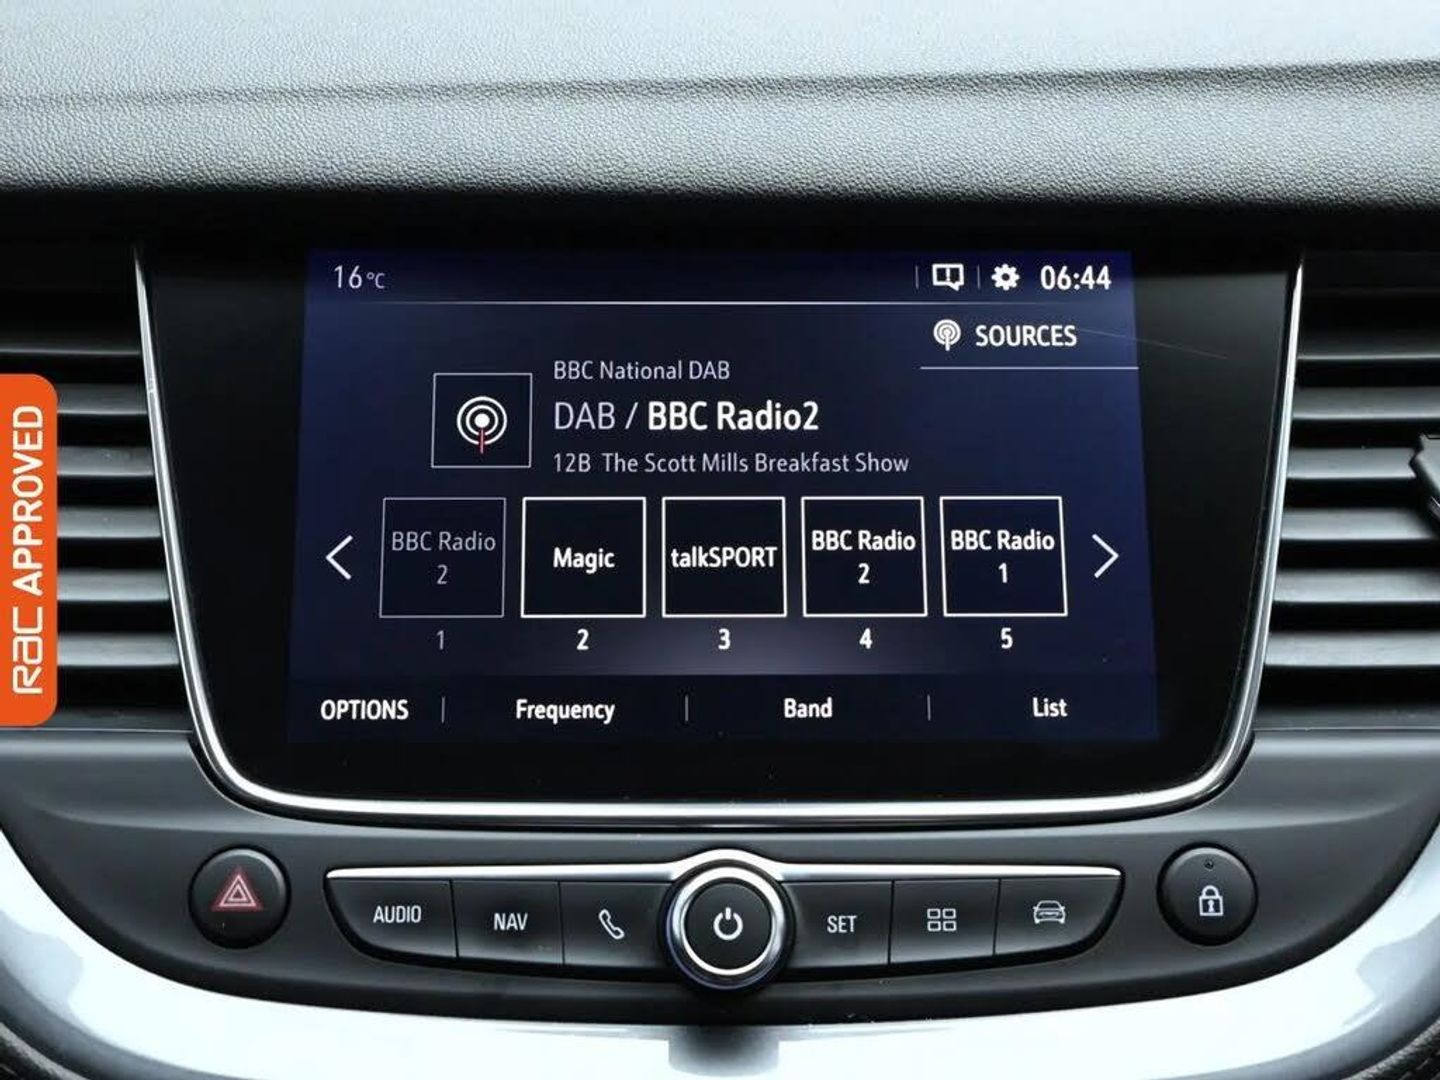 16°C
06:44
SOURCES
BBC National DAB
DAB / BBC Radio2
12B The Scott Mills Breakfast Show
BBC Radio
2
Magic
talkSPORT
BBC Radio
2
BBC Radio
1
1
2
3
4
5
OPTIONS
Frequency
Band
List
RAC APPROVED
AUDIO
NAV
SET